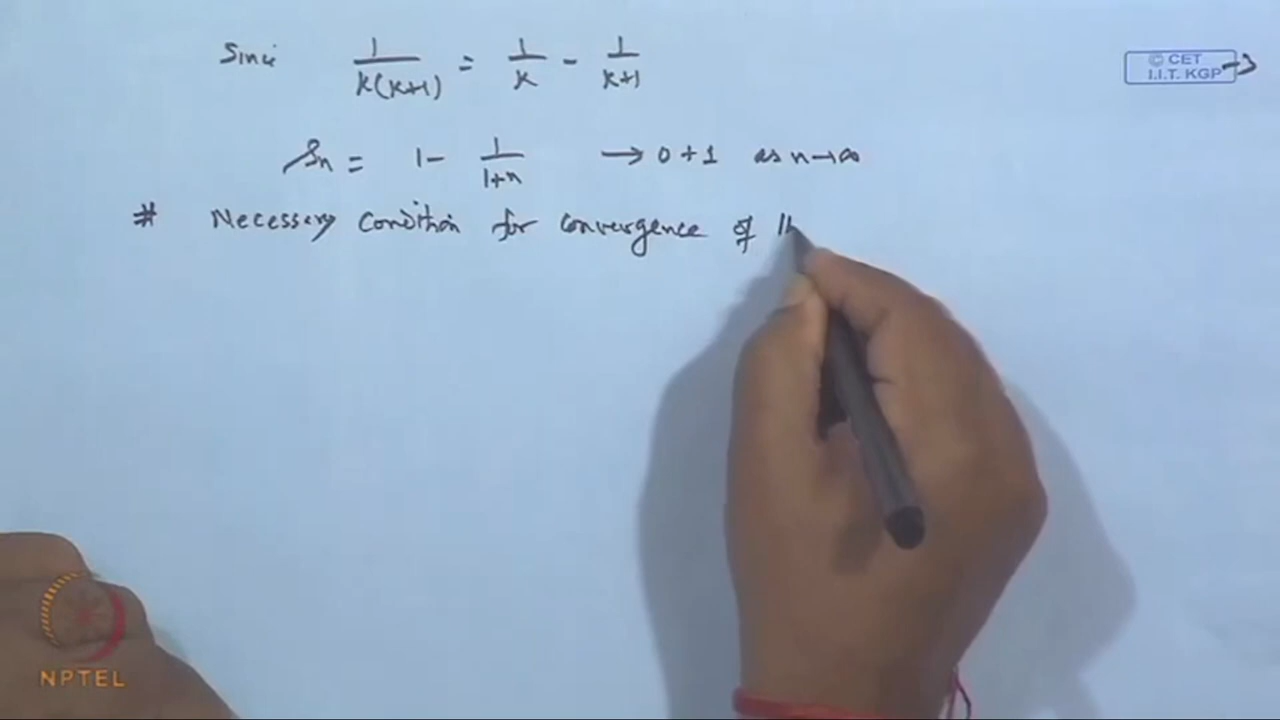 Since 1/k(k+1) = 1/k - 1/k+1
© CET
I.I.T. KGP
Sn = 1 - 1/1+n → 0+1 as n→∞
# Necessary Condition for convergence of th
NPTEL